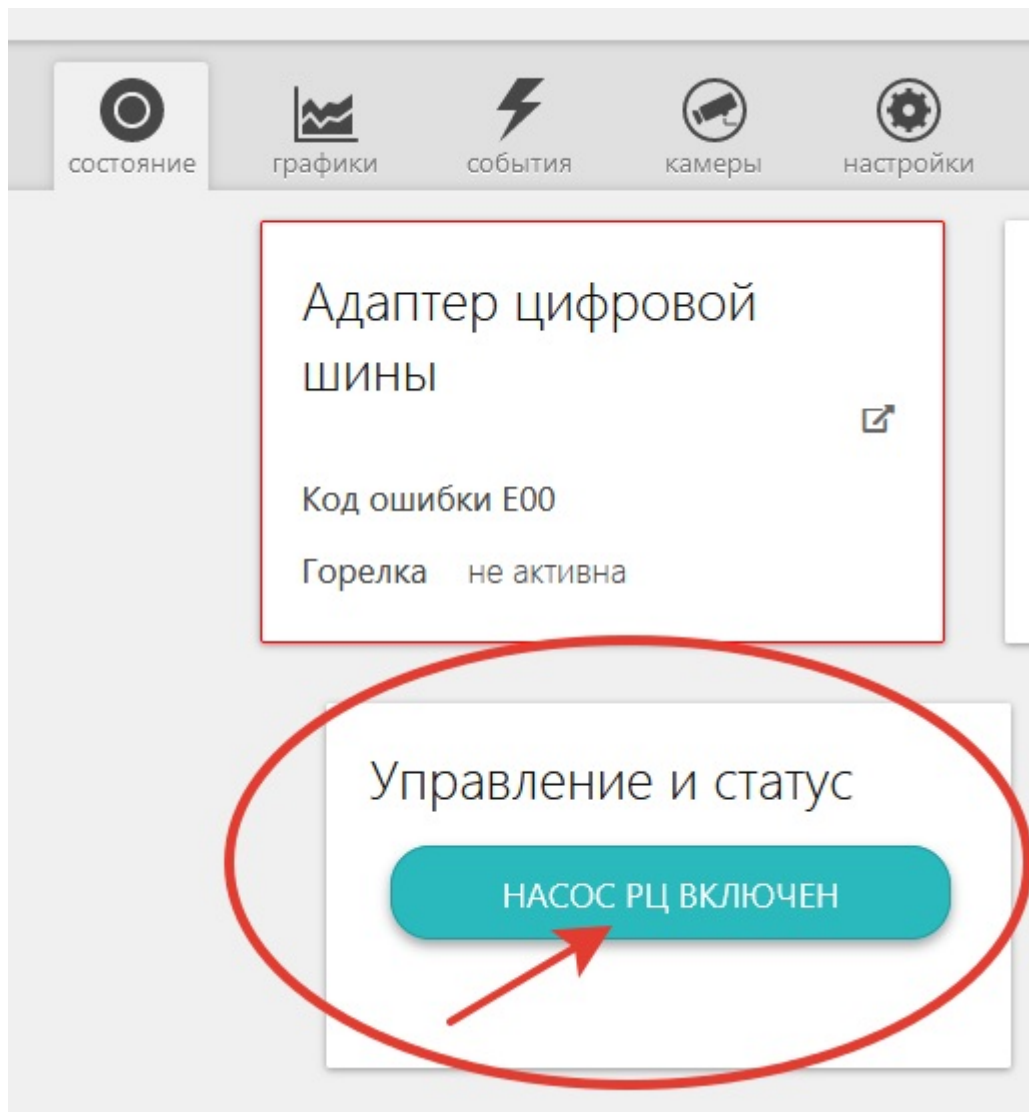 состояние графики события камеры настройки
Адаптер цифровой
шины
Код ошибки E00
Горелка не активна
Управление и статус
НАСОС РЦ ВКЛЮЧЕН